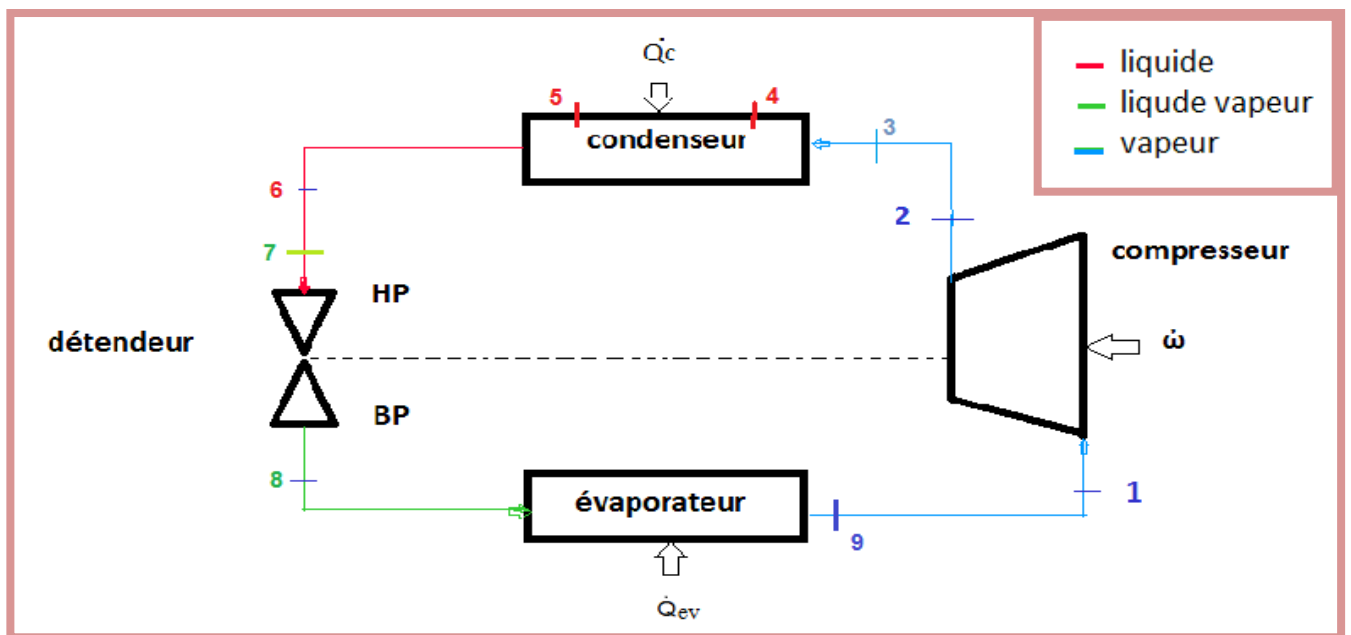 Q̇c
liquide
liqude vapeur
vapeur
5
4
condenseur
3
6
2
7
compresseur
HP
détendeur
ω̇
BP
8
évaporateur
1
9
Q̇ev